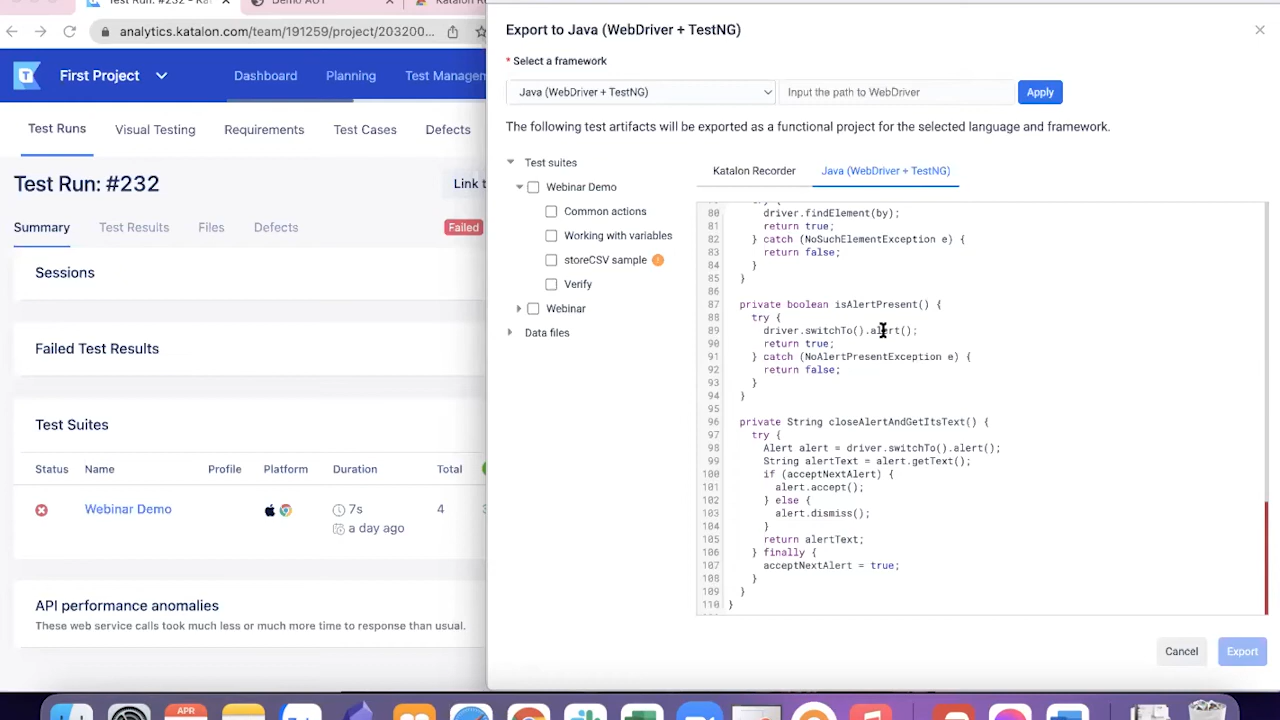 Test Run: #232 - Ka
Demo AUT
Katalon R
analytics.katalon.com/team/191259/project/203200...
First Project
Dashboard
Planning
Test Managem
Test Runs
Visual Testing
Requirements
Test Cases
Defects
Test Run: #232
Link t
Summary
Test Results
Files
Defects
Failed
Sessions
Failed Test Results
Test Suites
Status
Name
Profile
Platform
Duration
Total
Webinar Demo
7s
4
a day ago
API performance anomalies
These web service calls took much less or much more time to response than usual.
Export to Java (WebDriver + TestNG)
* Select a framework
Java (WebDriver + TestNG)
Input the path to WebDriver
Apply
The following test artifacts will be exported as a functional project for the selected language and framework.
Test suites
Webinar Demo
Common actions
Working with variables
storeCSV sample
Verify
Webinar
Data files
Katalon Recorder
Java (WebDriver + TestNG)
80 driver.findElement(by);
81 return true;
82 } catch (NoSuchElementException e) {
83 return false;
84 }
85 }
86
87 private boolean isAlertPresent() {
88 try {
89 driver.switchTo().alert();
90 return true;
91 } catch (NoAlertPresentException e) {
92 return false;
93 }
94 }
95
96 private String closeAlertAndGetItsText() {
97 try {
98 Alert alert = driver.switchTo().alert();
99 String alertText = alert.getText();
100 if (acceptNextAlert) {
101 alert.accept();
102 } else {
103 alert.dismiss();
104 }
105 return alertText;
106 } finally {
107 acceptNextAlert = true;
108 }
109 }
110 }
Cancel
Export
APR